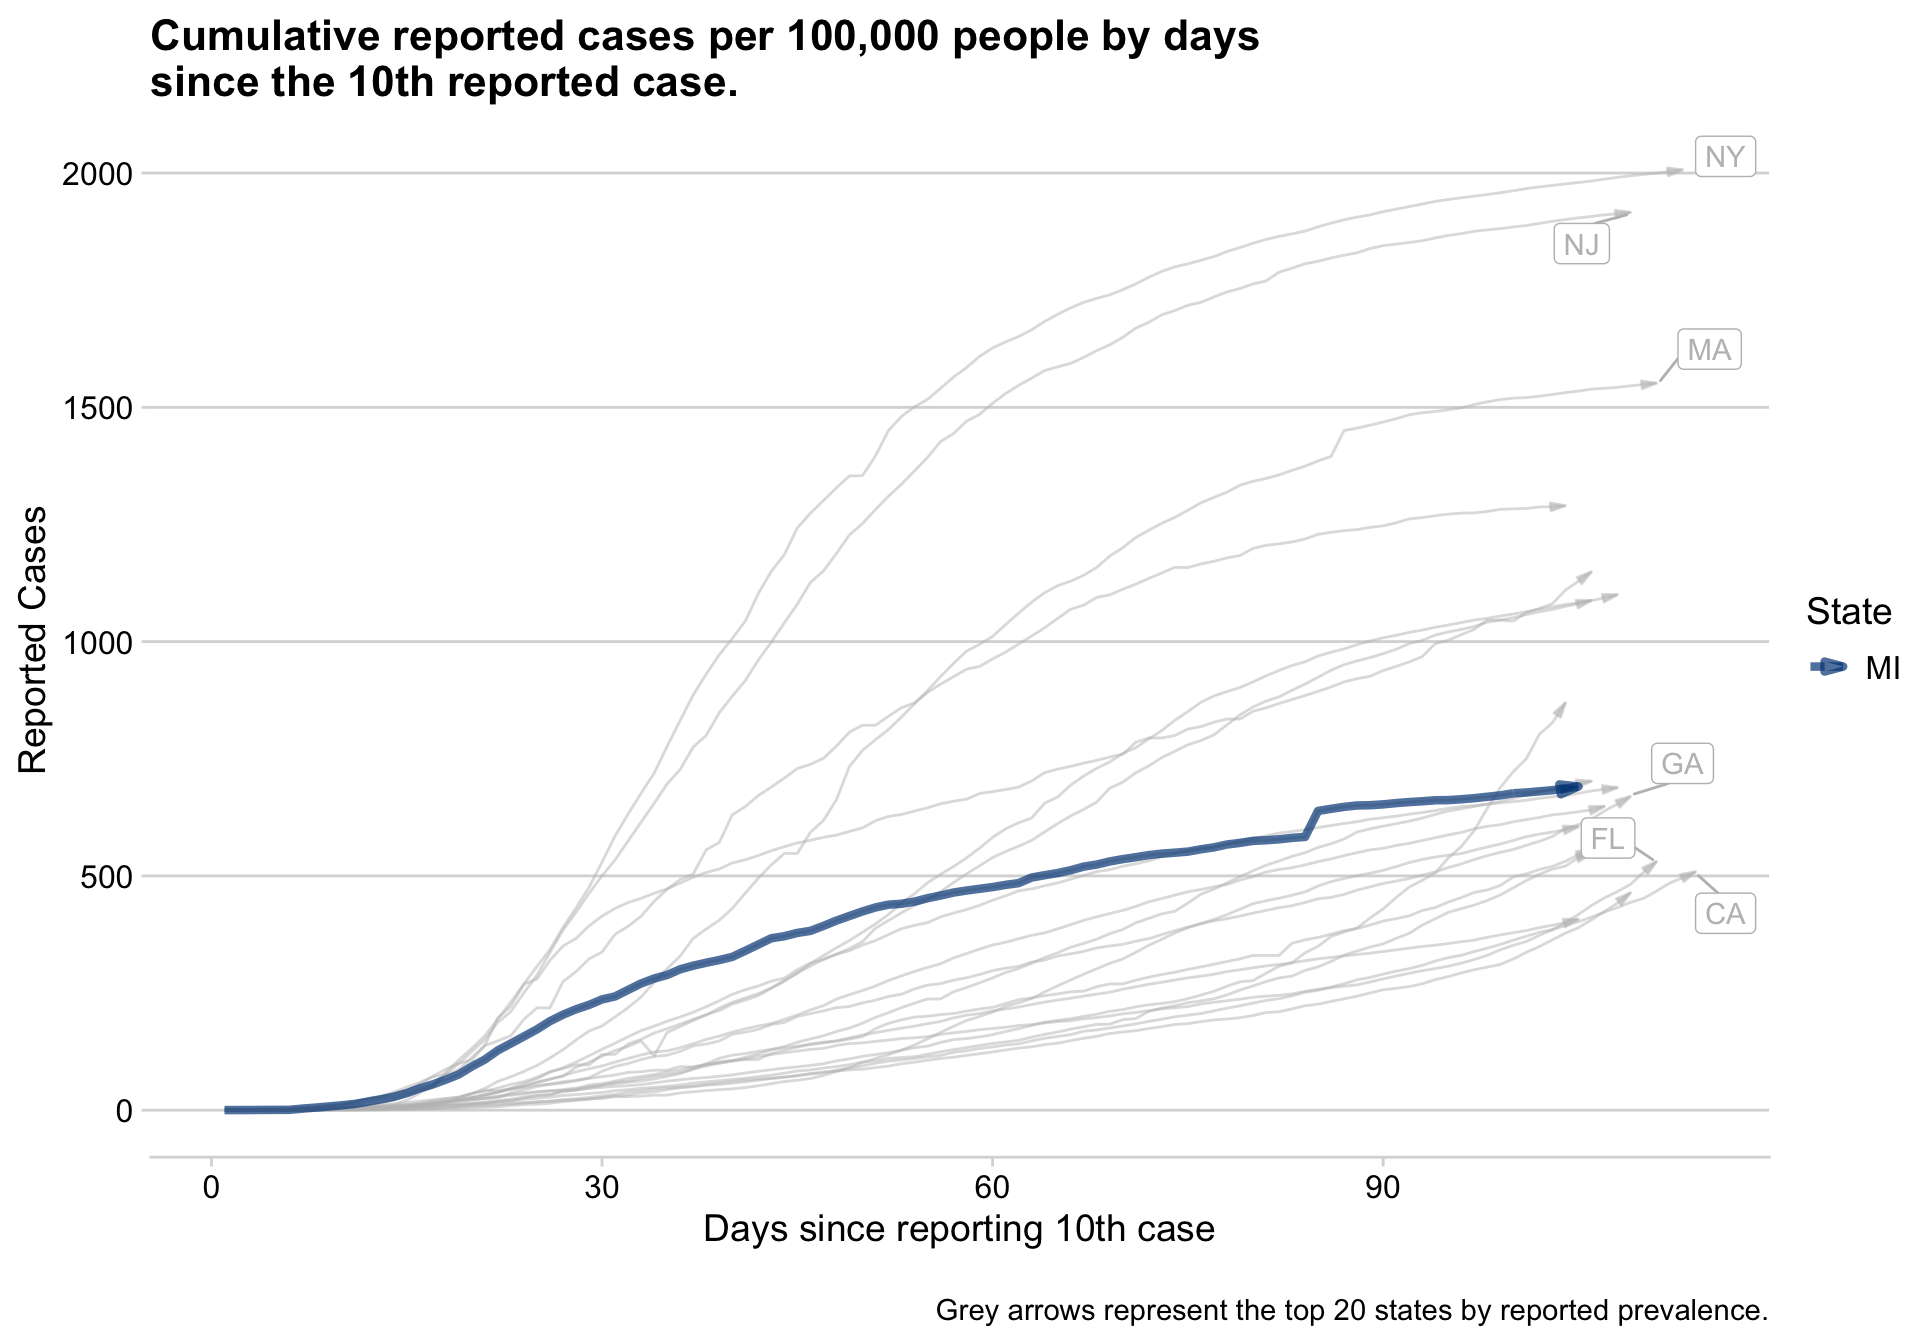 Cumulative reported cases per 100,000 people by days
since the 10th reported case.
2000
1500
1000
500
0
Reported Cases
NY
NJ
MA
GA
FL
CA
State
MI
0
30
60
90
Days since reporting 10th case
Grey arrows represent the top 20 states by reported prevalence.